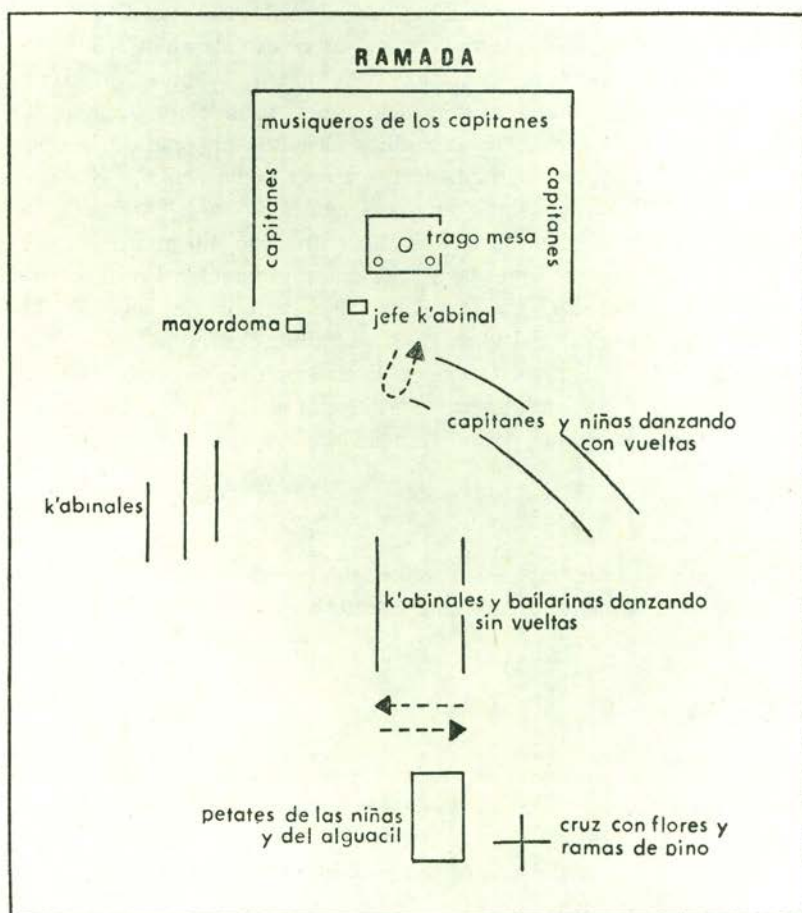 RAMADA
musiqueros de los capitanes
capitanes
capitanes
trago mesa
jefe k'abinal
mayordoma
capitanes y niñas danzando
con vueltas
k'abinales
k'abinales y bailarinas danzando
sin vueltas
petates de las niñas
y del alguacil
cruz con flores y
ramas de pino